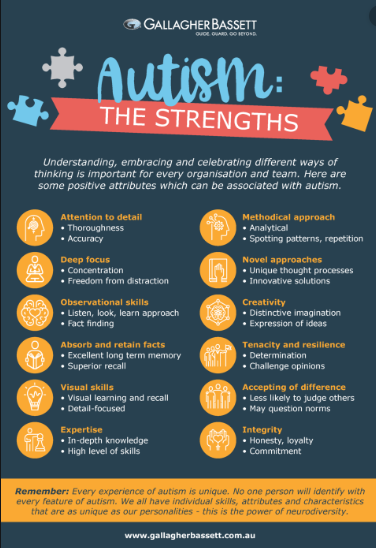 GALLAGHER BASSETT
GUIDE. GUARD. GO BEYOND.
Autism:
THE STRENGTHS
Understanding, embracing and celebrating different ways of
thinking is important for every organisation and team. Here are
some positive attributes which can be associated with autism.
Attention to detail
• Thoroughness
• Accuracy
Deep focus
• Concentration
• Freedom from distraction
Observational skills
• Listen, look, learn approach
• Fact finding
Absorb and retain facts
• Excellent long term memory
• Superior recall
Visual skills
• Visual learning and recall
• Detail-focused
Expertise
• In-depth knowledge
• High level of skills
Methodical approach
• Analytical
• Spotting patterns, repetition
Novel approaches
• Unique thought processes
• Innovative solutions
Creativity
• Distinctive imagination
• Expression of ideas
Tenacity and resilience
• Determination
• Challenge opinions
Accepting of difference
• Less likely to judge others
• May question norms
Integrity
• Honesty, loyalty
• Commitment
Remember: Every experience of autism is unique. No one person will identify with
every feature of autism. We all have individual skills, attributes and characteristics
that are as unique as our personalities - this is the power of neurodiversity.
www.gallagherbassett.com.au